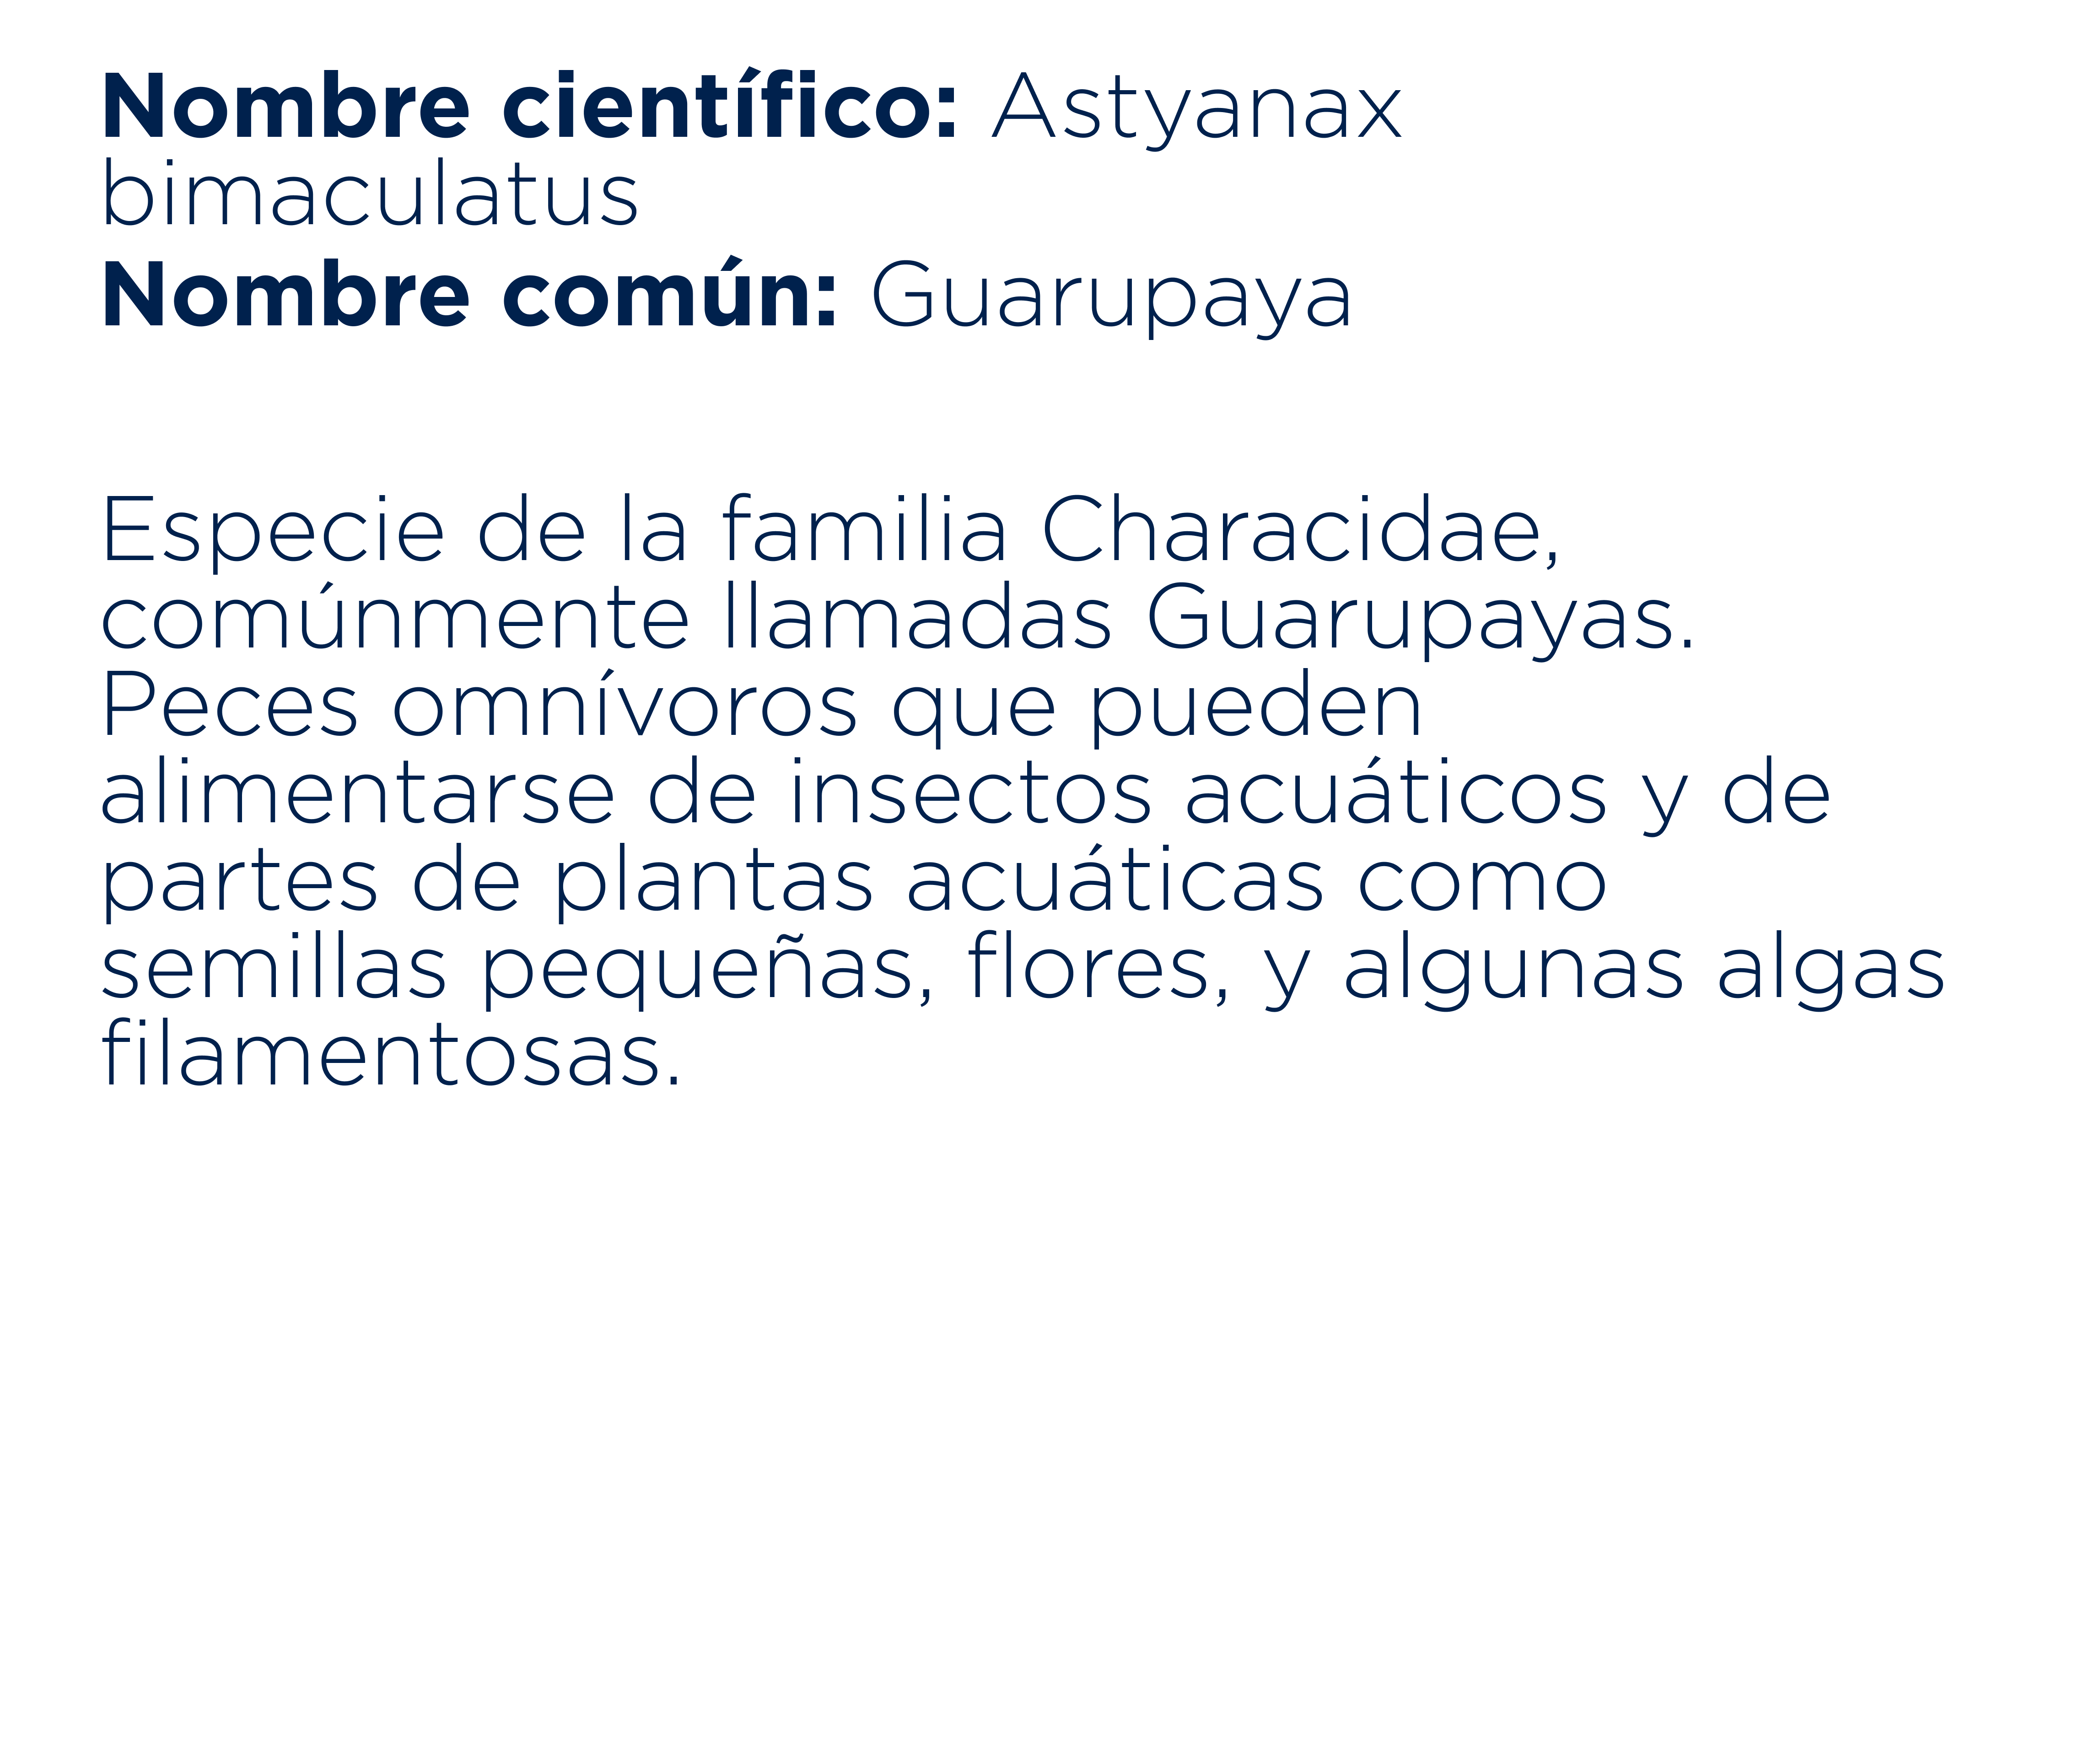 Nombre científico: Astyanax
bimaculatus
Nombre común: Guarupaya
Especie de la familia Characidae,
comúnmente llamadas Guarupayas.
Peces omnívoros que pueden
alimentarse de insectos acuáticos y de
partes de plantas acuáticas como
semillas pequeñas, flores, y algunas algas
filamentosas.